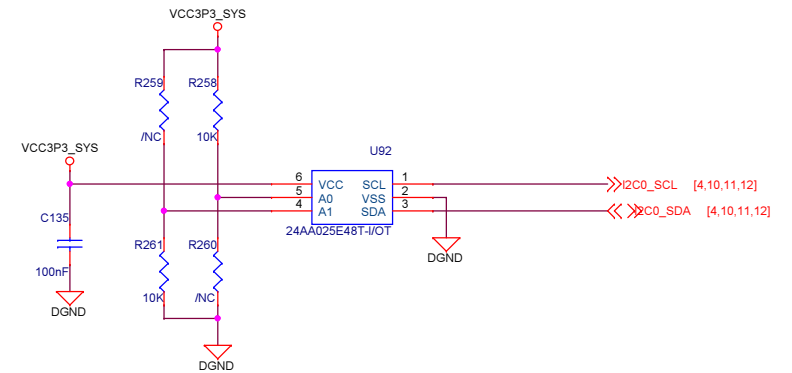 VCC3P3_SYS
R259 R258
/NC 10K
VCC3P3_SYS
U92
6 VCC SCL 1
5 A0 VSS 2
4 A1 SDA 3
I2C0_SCL [4,10,11,12]
I2C0_SDA [4,10,11,12]
24AA025E48T-I/OT
C135
100nF
DGND
R261 R260
10K /NC
DGND
DGND